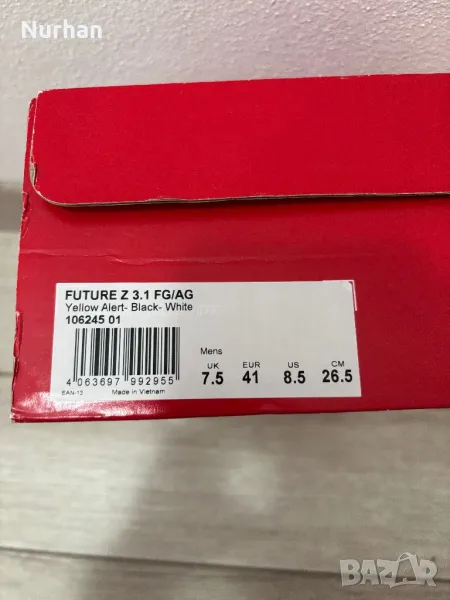 Nurhan
FUTURE Z 3.1 FG/AG
Yellow Alert- Black- White
106245 01
Mens
UK EUR US CM
7.5 41 8.5 26.5
4 063697 992955
EAN-13 Made in Vietnam
BAZAR